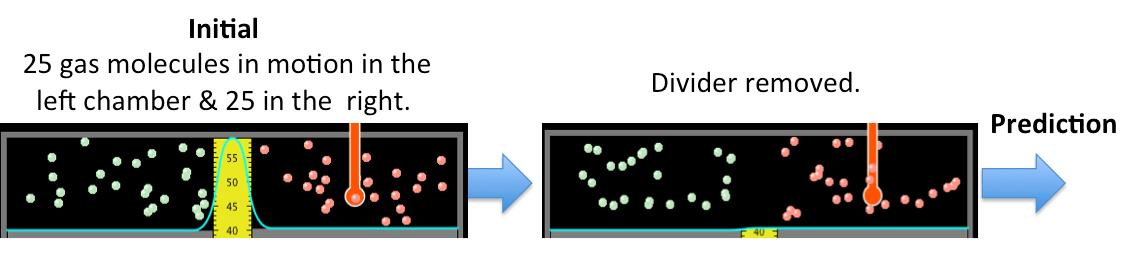 Initial
25 gas molecules in motion in the
left chamber & 25 in the right.
Divider removed.
Prediction
55
50
45
40
40